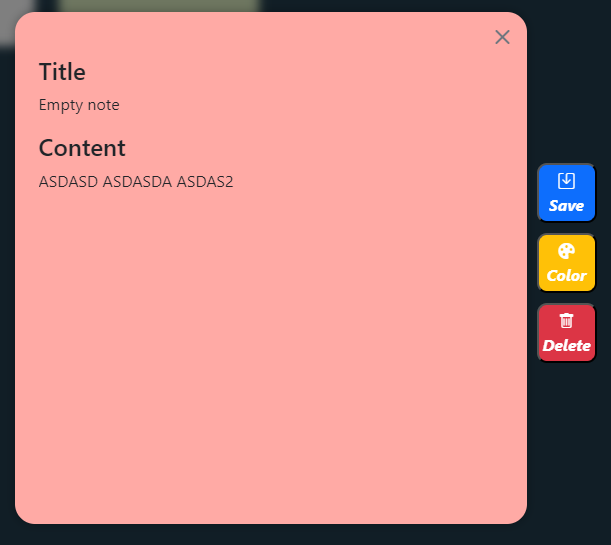 Title
Empty note
Content
ASDASD ASDASDA ASDAS2
Save
Color
Delete